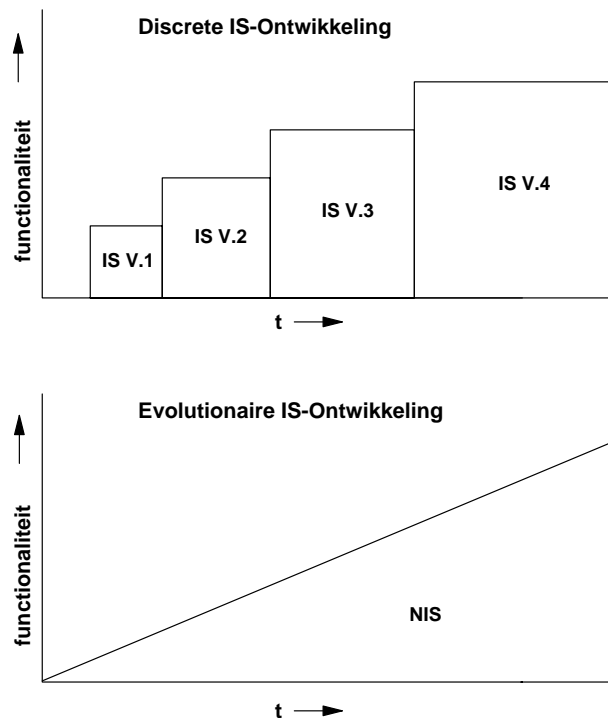 Discrete IS-Ontwikkeling
functionaliteit
IS V.1
IS V.2
IS V.3
IS V.4
t
Evolutionaire IS-Ontwikkeling
functionaliteit
NIS
t